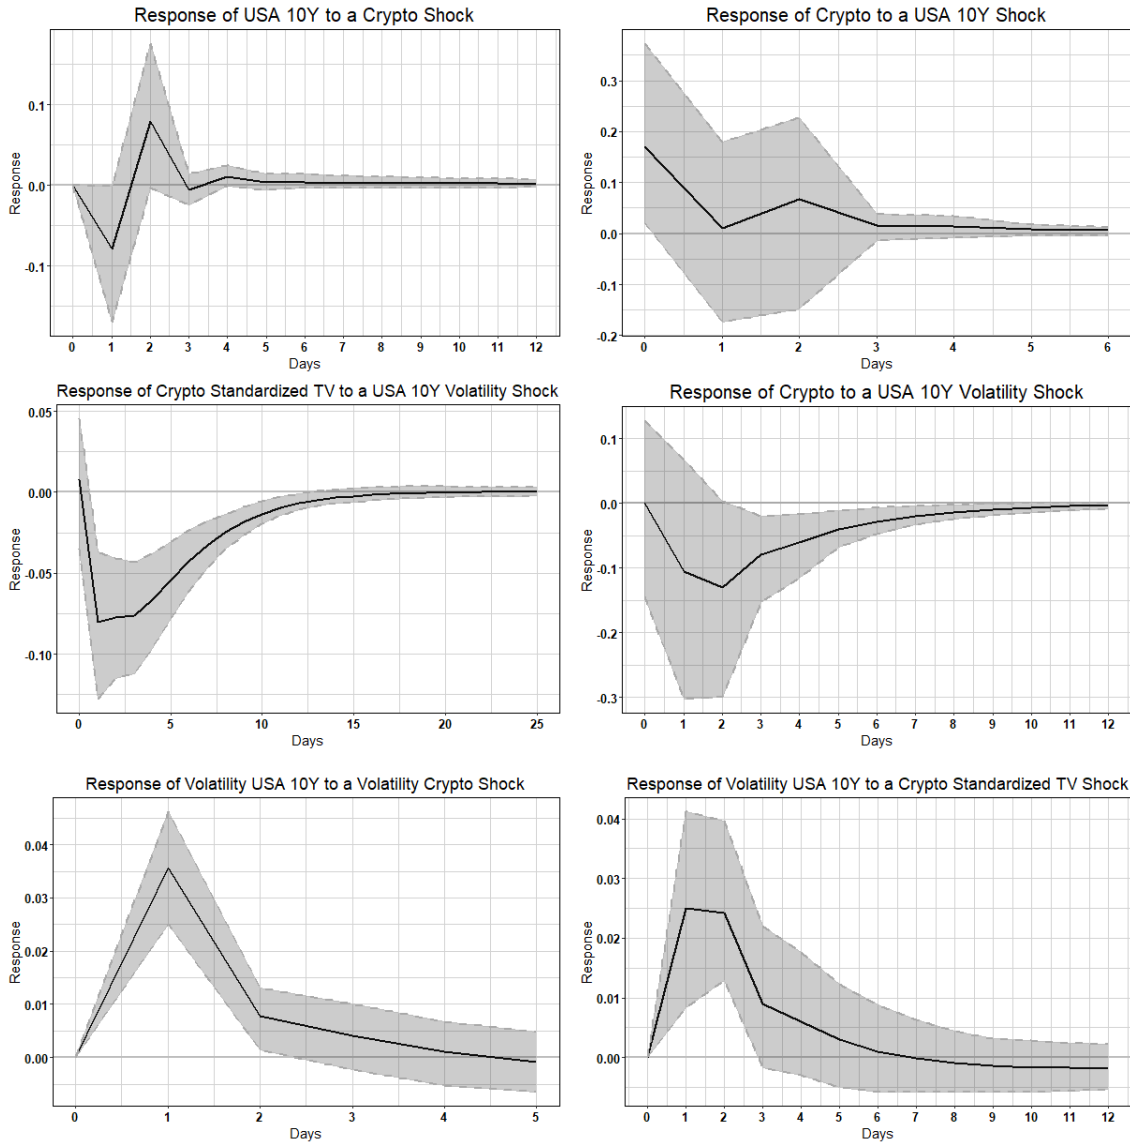 Response of USA 10Y to a Crypto Shock
Response
0.1
0.0
-0.1
0 1 2 3 4 5 6 7 8 9 10 11 12
Days
Response of Crypto to a USA 10Y Shock
Response
0.3
0.2
0.1
0.0
-0.1
-0.2
0 1 2 3 4 5 6
Days
Response of Crypto Standardized TV to a USA 10Y Volatility Shock
Response
0.05
0.00
-0.05
-0.10
0 5 10 15 20 25
Days
Response of Crypto to a USA 10Y Volatility Shock
Response
0.1
0.0
-0.1
-0.2
-0.3
0 1 2 3 4 5 6 7 8 9 10 11 12
Days
Response of Volatility USA 10Y to a Volatility Crypto Shock
Response
0.04
0.03
0.02
0.01
0.00
0 1 2 3 4 5
Days
Response of Volatility USA 10Y to a Crypto Standardized TV Shock
Response
0.04
0.03
0.02
0.01
0.00
0 1 2 3 4 5 6 7 8 9 10 11 12
Days